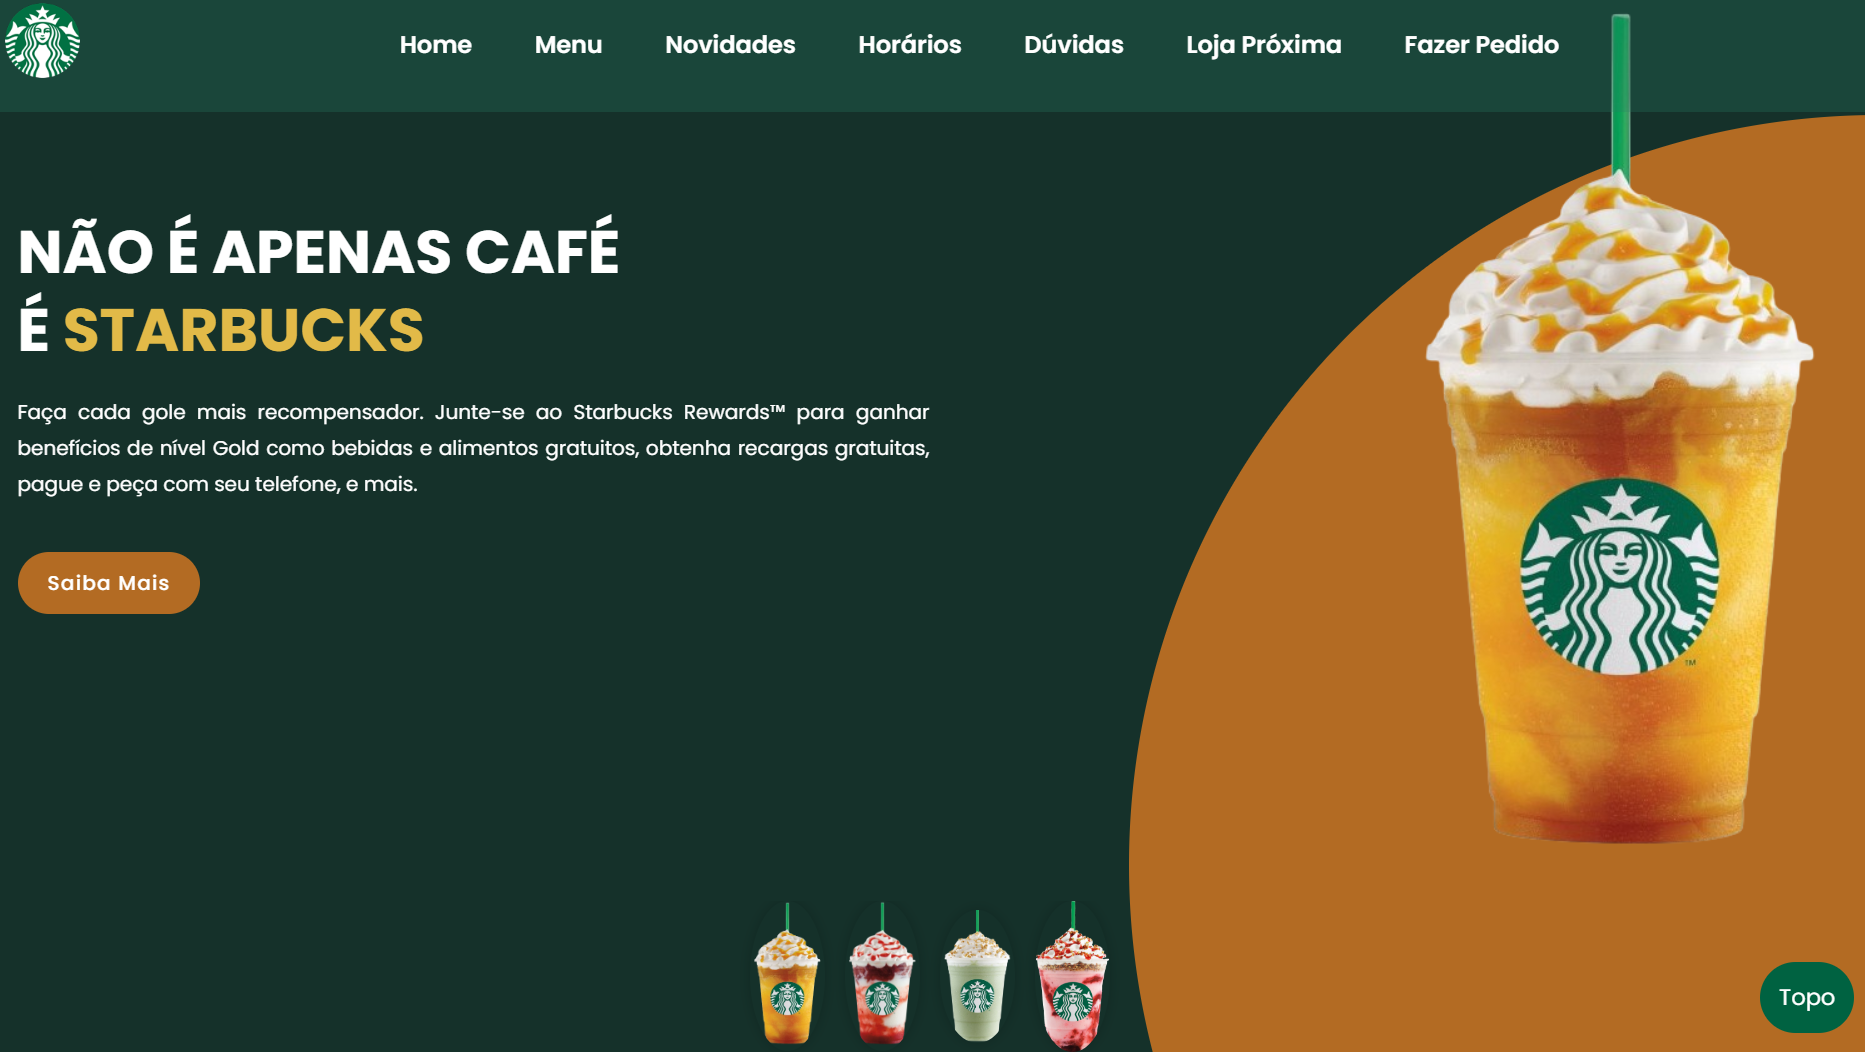 Home Menu Novidades Horários Dúvidas Loja Próxima Fazer Pedido
NÃO É APENAS CAFÉ
É STARBUCKS
Faça cada gole mais recompensador. Junte-se ao Starbucks Rewards™ para ganhar
benefícios de nível Gold como bebidas e alimentos gratuitos, obtenha recargas gratuitas,
pague e peça com seu telefone, e mais.
Saiba Mais
TM
Topo